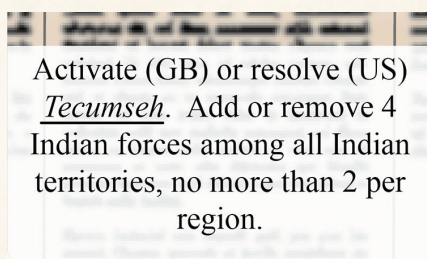 Activate (GB) or resolve (US)
Tecumseh. Add or remove 4
Indian forces among all Indian
territories, no more than 2 per
region.